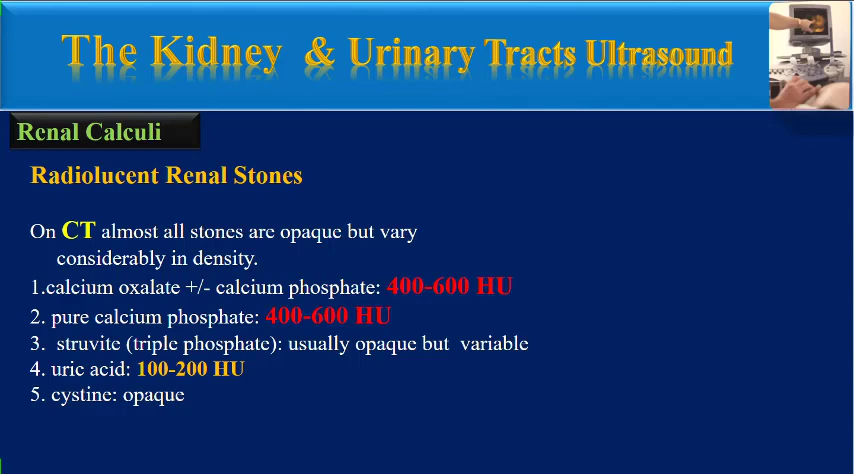 The Kidney & Urinary Tracts Ultrasound
Renal Calculi
Radiolucent Renal Stones
On CT almost all stones are opaque but vary
considerably in density.
1.calcium oxalate +/- calcium phosphate: 400-600 HU
2. pure calcium phosphate: 400-600 HU
3. struvite (triple phosphate): usually opaque but variable
4. uric acid: 100-200 HU
5. cystine: opaque